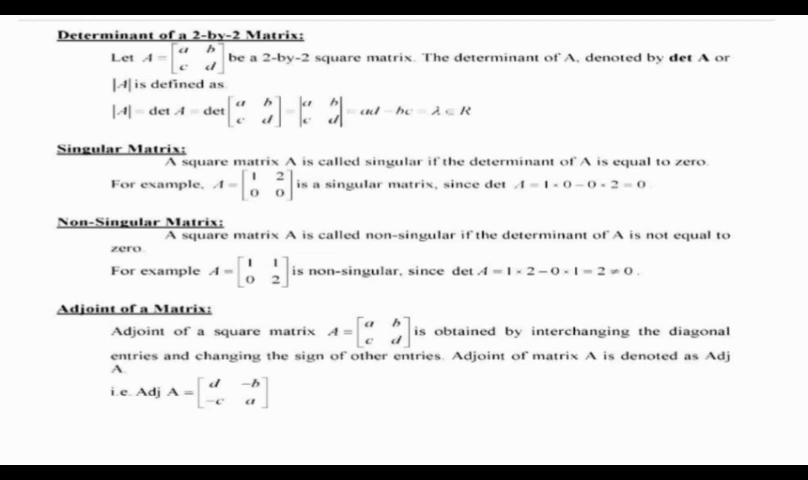 Determinant of a 2-by-2 Matrix:
Let A = [a b; c d] be a 2-by-2 square matrix. The determinant of A, denoted by det A or
|A| is defined as
|A| = det A = det [a b; c d] = |a b; c d| = ad − bc = λ ∈ R
Singular Matrix:
A square matrix A is called singular if the determinant of A is equal to zero.
For example, A = [1 2; 0 0] is a singular matrix, since det A = 1 × 0 − 0 × 2 = 0
Non-Singular Matrix:
A square matrix A is called non-singular if the determinant of A is not equal to
zero.
For example A = [1 1; 0 2] is non-singular, since det A = 1 × 2 − 0 × 1 = 2 ≠ 0.
Adjoint of a Matrix:
Adjoint of a square matrix A = [a b; c d] is obtained by interchanging the diagonal
entries and changing the sign of other entries. Adjoint of matrix A is denoted as Adj
A.
i.e. Adj A = [d −b; −c a]